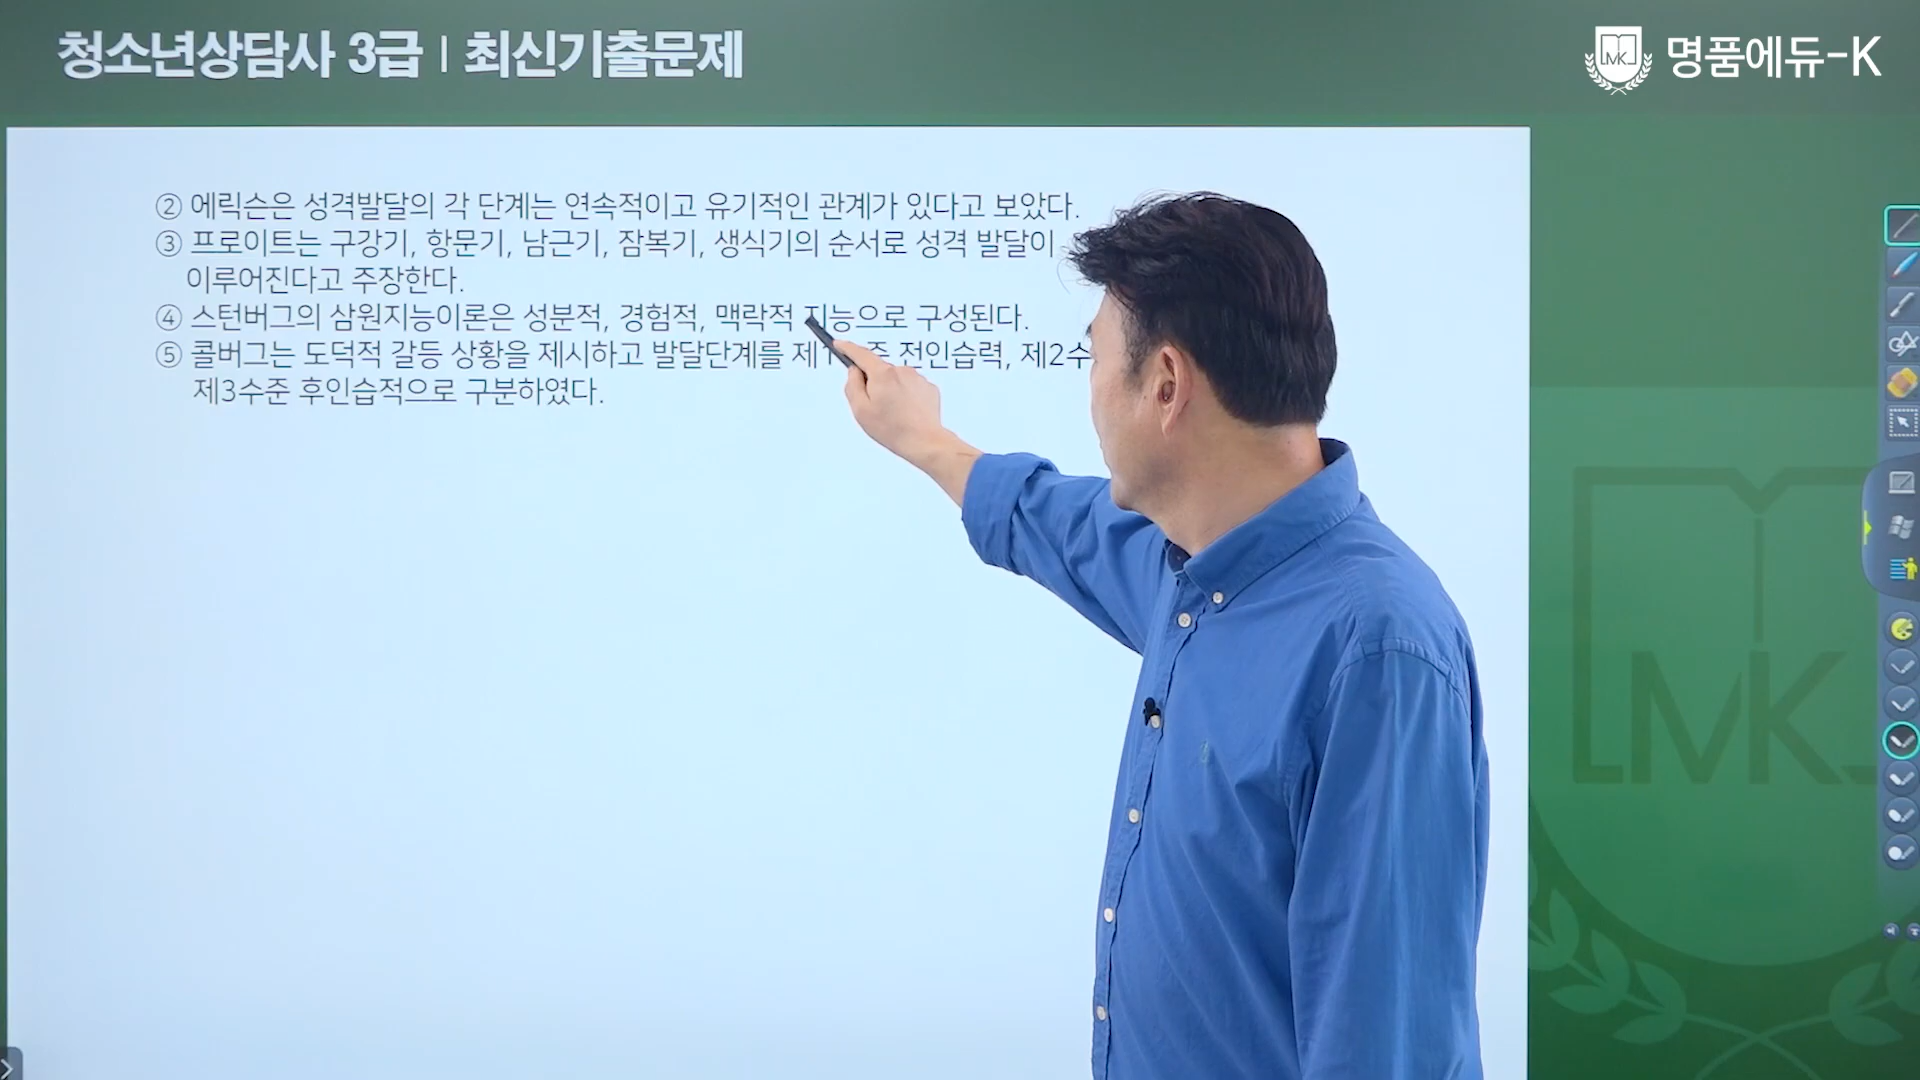 청소년상담사 3급 | 최신기출문제
명품에듀-K
MK
② 에릭슨은 성격발달의 각 단계는 연속적이고 유기적인 관계가 있다고 보았다.
③ 프로이트는 구강기, 항문기, 남근기, 잠복기, 생식기의 순서로 성격 발달이
이루어진다고 주장한다.
④ 스턴버그의 삼원지능이론은 성분적, 경험적, 맥락적 지능으로 구성된다.
⑤ 콜버그는 도덕적 갈등 상황을 제시하고 발달단계를 전인습력, 제2수
제3수준 후인습적으로 구분하였다.
MK